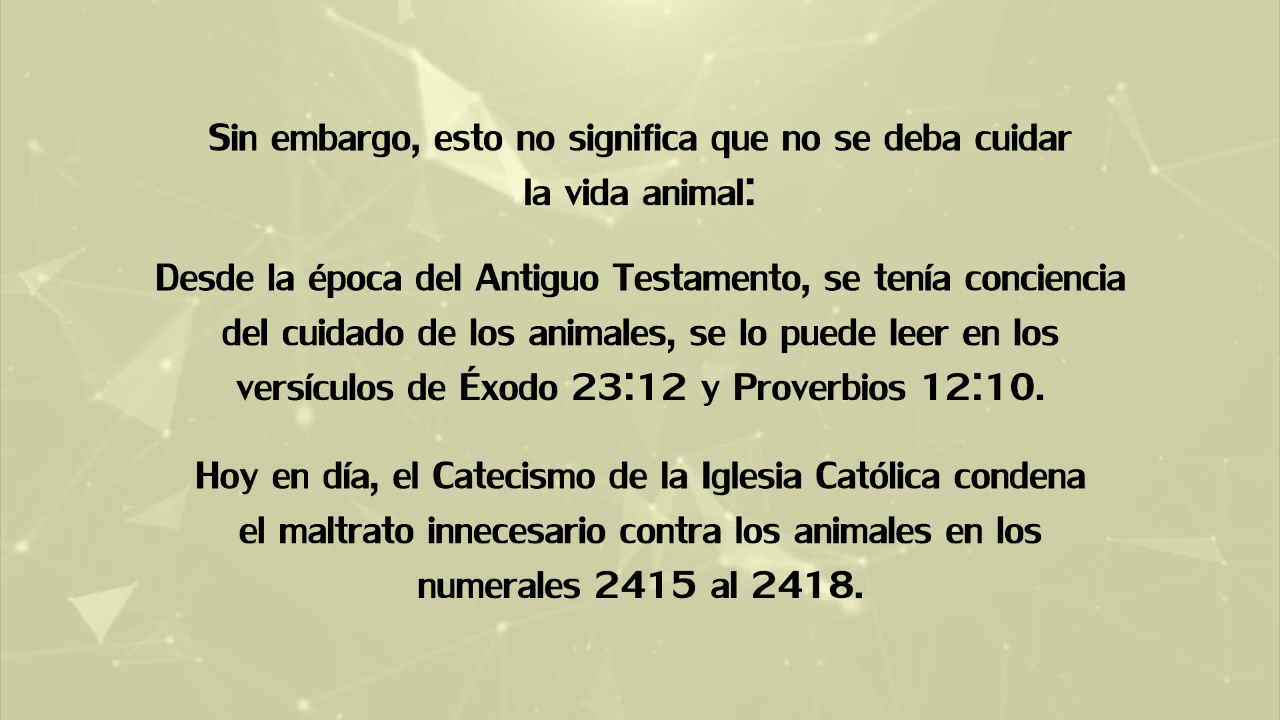 Sin embargo, esto no significa que no se deba cuidar
la vida animal:
Desde la época del Antiguo Testamento, se tenía conciencia
del cuidado de los animales, se lo puede leer en los
versículos de Éxodo 23:12 y Proverbios 12:10.
Hoy en día, el Catecismo de la Iglesia Católica condena
el maltrato innecesario contra los animales en los
numerales 2415 al 2418.